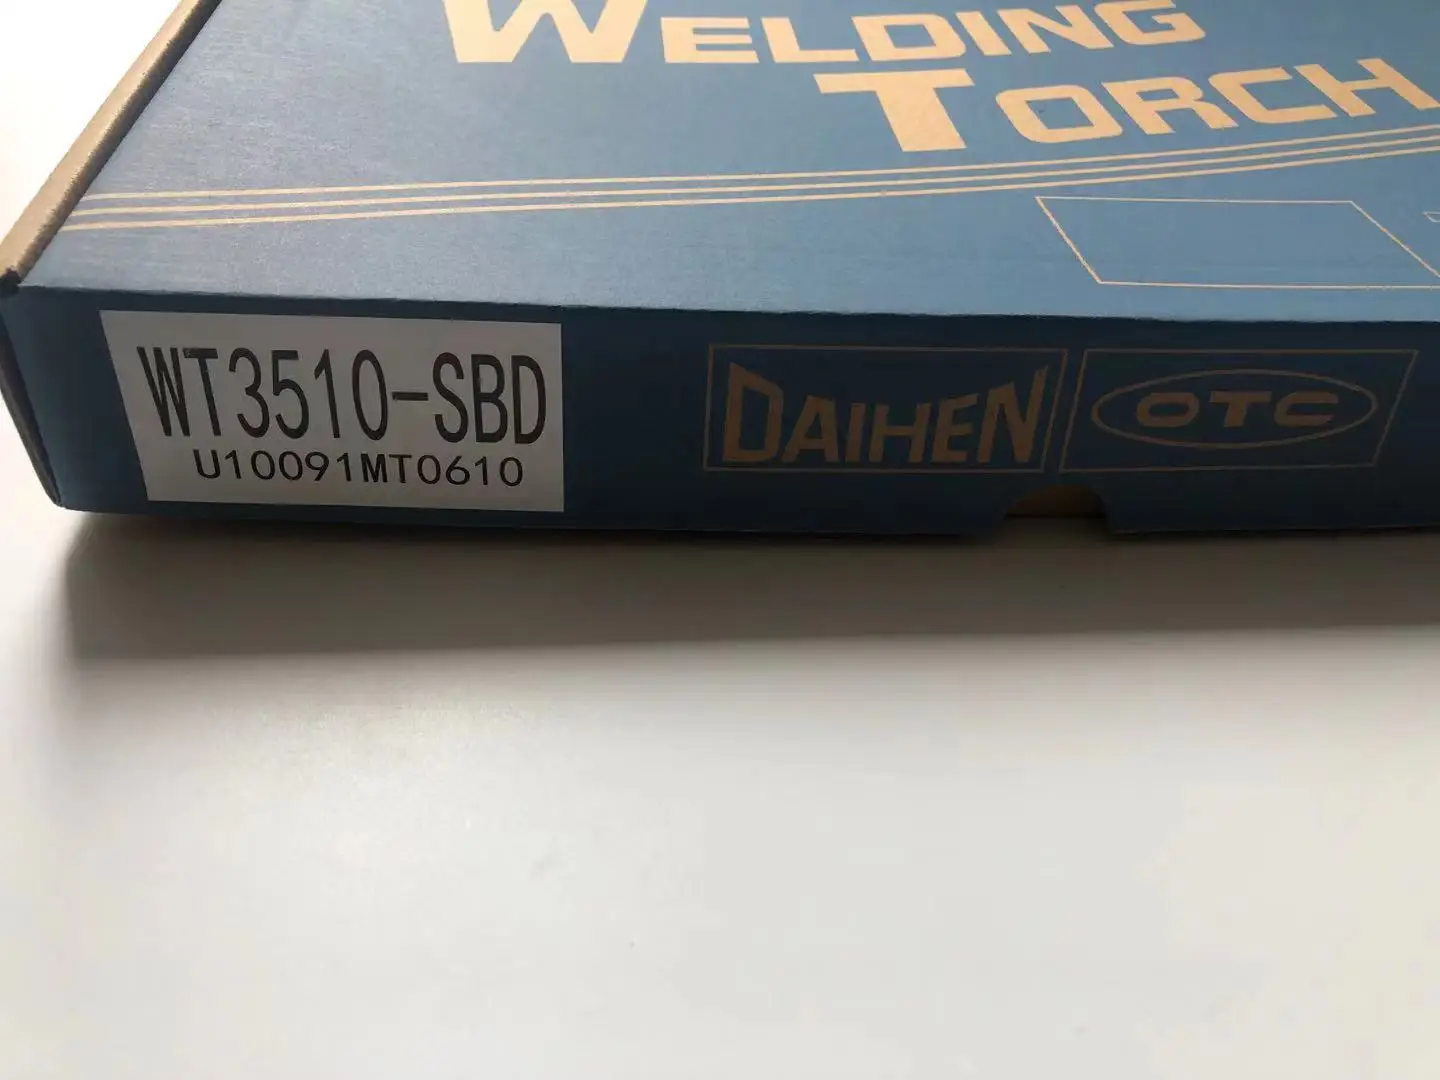 WELDING
TORCH
WT3510-SBD
U10091MT0610
DAIHEN
OTC